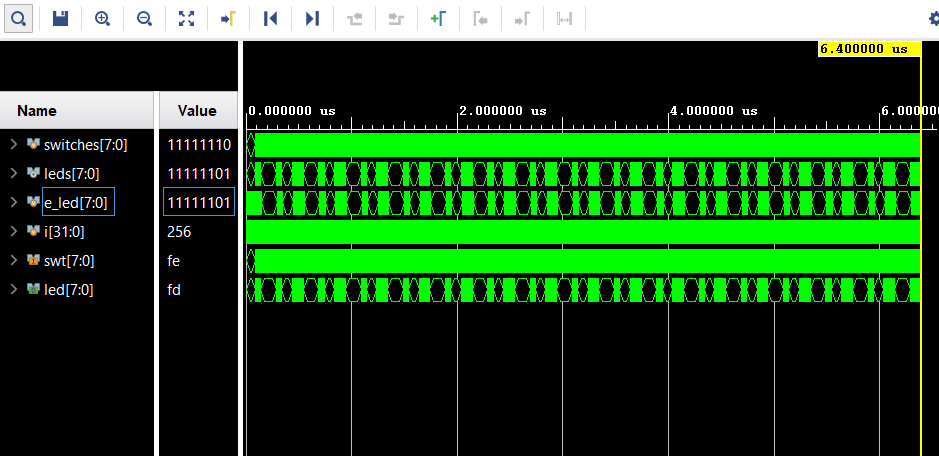 6.400000 us
Name Value
0.000000 us 2.000000 us 4.000000 us 6.00000
switches[7:0] 11111110
leds[7:0] 11111101
e_led[7:0] 11111101
i[31:0] 256
swt[7:0] fe
led[7:0] fd